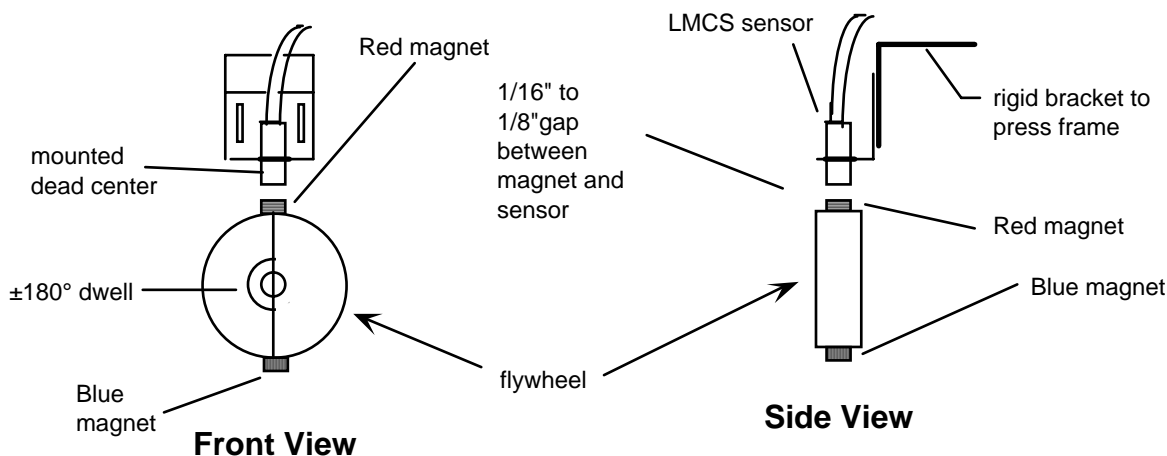 Red magnet
mounted
dead center
±180° dwell
Blue
magnet
Front View
1/16" to
1/8"gap
between
magnet and
sensor
flywheel
LMCS sensor
rigid bracket to
press frame
Red magnet
Blue magnet
Side View